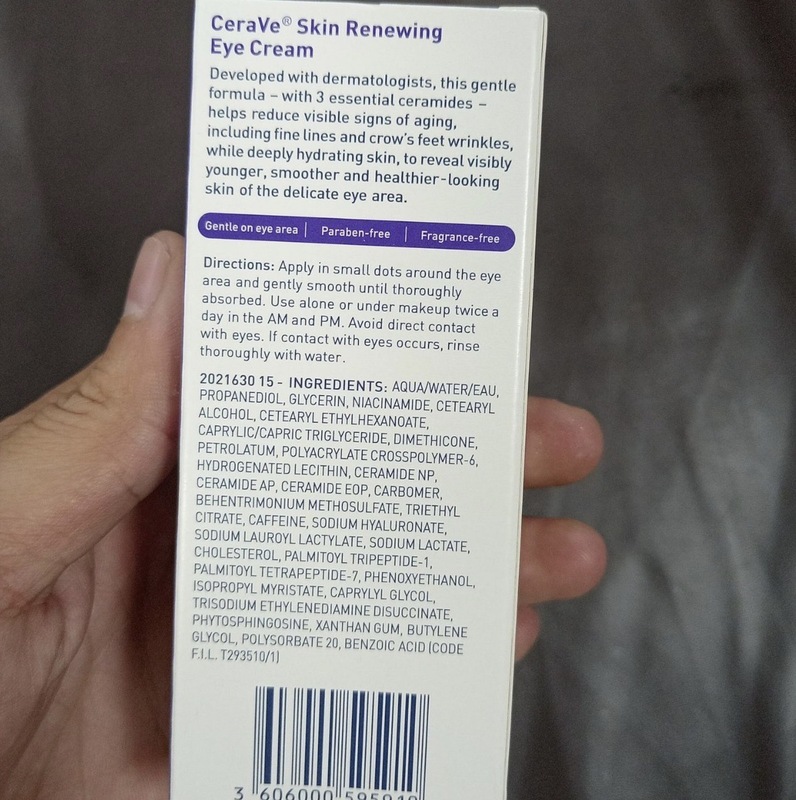 CeraVe® Skin Renewing
Eye Cream
Developed with dermatologists, this gentle
formula – with 3 essential ceramides –
helps reduce visible signs of aging,
including fine lines and crow's feet wrinkles,
while deeply hydrating skin, to reveal visibly
younger, smoother and healthier-looking
skin of the delicate eye area.
Gentle on eye area | Paraben-free | Fragrance-free
Directions: Apply in small dots around the eye
area and gently smooth until thoroughly
absorbed. Use alone or under makeup twice a
day in the AM and PM. Avoid direct contact
with eyes. If contact with eyes occurs, rinse
thoroughly with water.
2021630 15 - INGREDIENTS: AQUA/WATER/EAU,
PROPANEDIOL, GLYCERIN, NIACINAMIDE, CETEARYL
ALCOHOL, CETEARYL ETHYLHEXANOATE,
CAPRYLIC/CAPRIC TRIGLYCERIDE, DIMETHICONE,
PETROLATUM, POLYACRYLATE CROSSPOLYMER-6,
HYDROGENATED LECITHIN, CERAMIDE NP,
CERAMIDE AP, CERAMIDE EOP, CARBOMER,
BEHENTRIMONIUM METHOSULFATE, TRIETHYL
CITRATE, CAFFEINE, SODIUM HYALURONATE,
SODIUM LAUROYL LACTYLATE, SODIUM LACTATE,
CHOLESTEROL, PALMITOYL TRIPEPTIDE-1,
PALMITOYL TETRAPEPTIDE-7, PHENOXYETHANOL,
ISOPROPYL MYRISTATE, CAPRYLYL GLYCOL,
TRISODIUM ETHYLENEDIAMINE DISUCCINATE,
PHYTOSPHINGOSINE, XANTHAN GUM, BUTYLENE
GLYCOL, POLYSORBATE 20, BENZOIC ACID (CODE
F.I.L. T293510/1)
3 606000